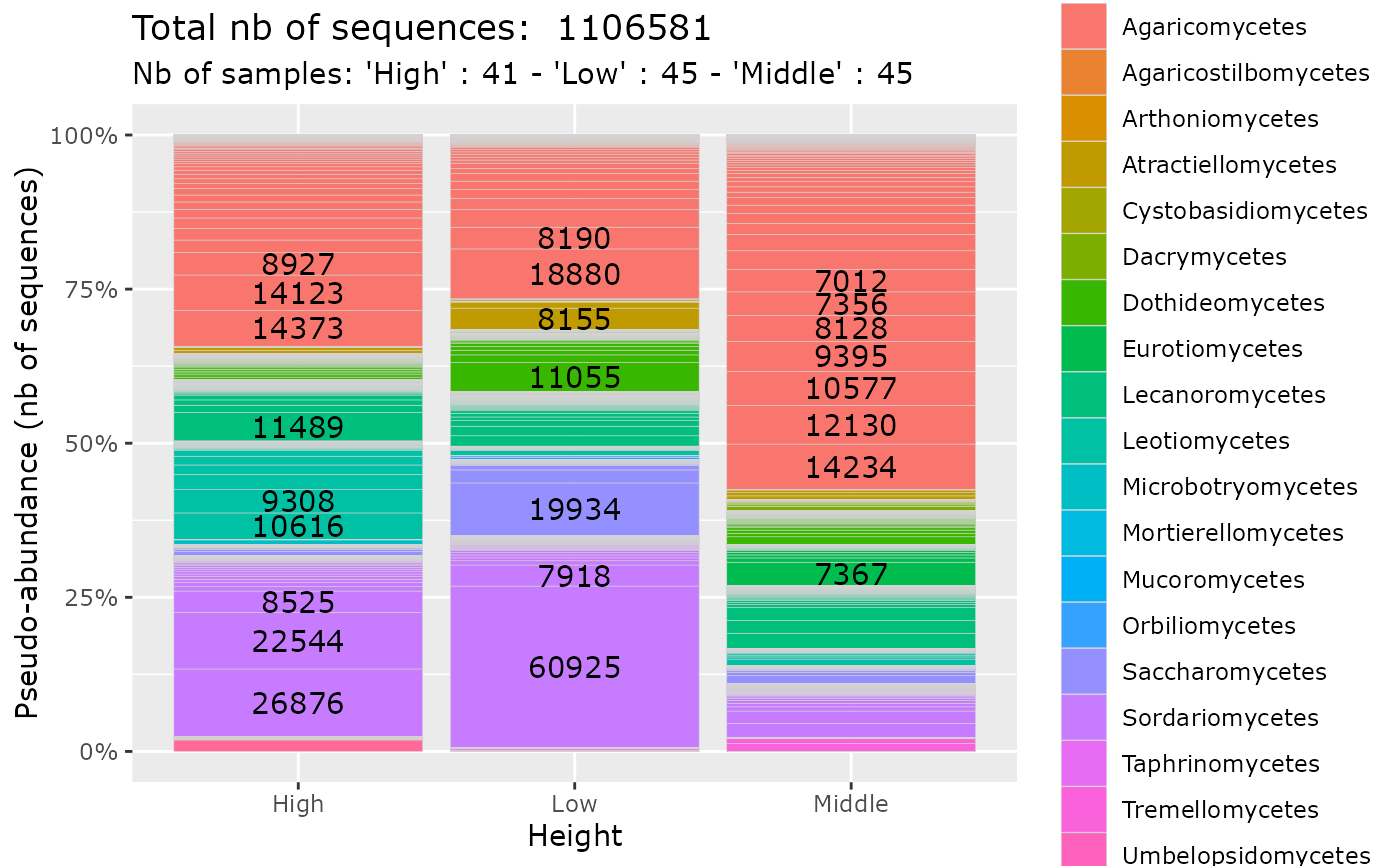 Total nb of sequences:  1106581
Nb of samples: 'High' : 41 - 'Low' : 45 - 'Middle' : 45
Pseudo-abundance (nb of sequences)
100%
75%
50%
25%
0%
8927
14123
14373
11489
9308
10616
8525
22544
26876
8190
18880
8155
11055
19934
7918
60925
7012
7356
8128
9395
10577
12130
14234
7367
High
Low
Middle
Height
Agaricomycetes
Agaricostilbomycetes
Arthoniomycetes
Atractiellomycetes
Cystobasidiomycetes
Dacrymycetes
Dothideomycetes
Eurotiomycetes
Lecanoromycetes
Leotiomycetes
Microbotryomycetes
Mortierellomycetes
Mucoromycetes
Orbiliomycetes
Saccharomycetes
Sordariomycetes
Taphrinomycetes
Tremellomycetes
Umbelopsidomycetes